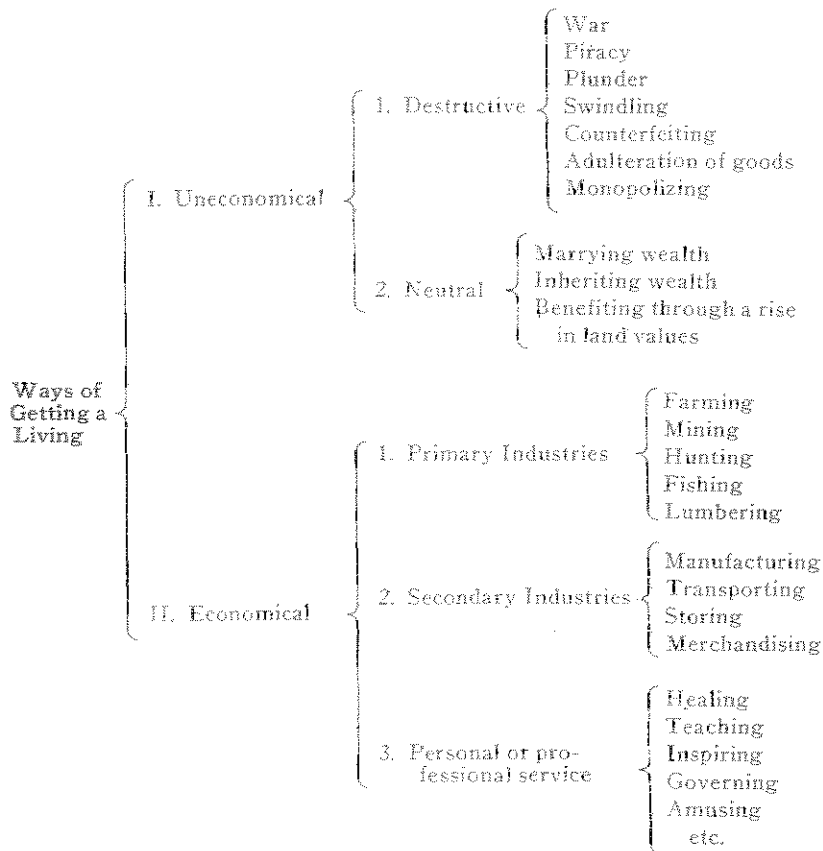 Ways of
Getting a
Living
I. Uneconomical
1. Destructive
War
Piracy
Plunder
Swindling
Counterfeiting
Adulteration of goods
Monopolizing
2. Neutral
Marrying wealth
Inheriting wealth
Benefiting through a rise
in land values
II. Economical
1. Primary Industries
Farming
Mining
Hunting
Fishing
Lumbering
2. Secondary Industries
Manufacturing
Transporting
Storing
Merchandising
3. Personal or pro-
fessional service
Healing
Teaching
Inspiring
Governing
Amusing
etc.